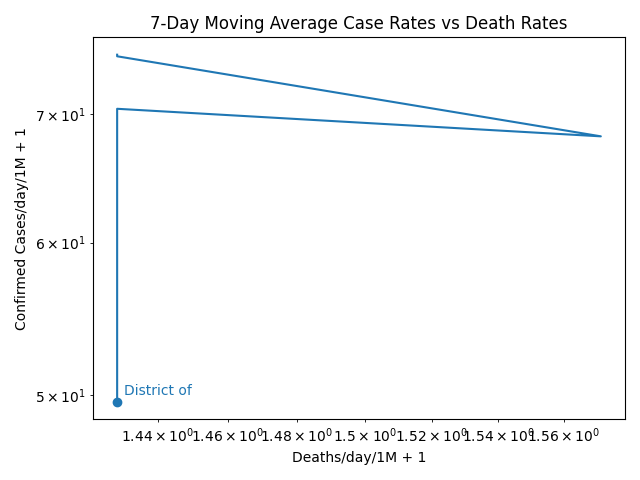 7-Day Moving Average Case Rates vs Death Rates
Confirmed Cases/day/1M + 1
7 × 10¹
6 × 10¹
5 × 10¹
District of
1.44 × 10⁰ 1.46 × 10⁰ 1.48 × 10⁰ 1.5 × 10⁰ 1.52 × 10⁰ 1.54 × 10⁰ 1.56 × 10⁰
Deaths/day/1M + 1